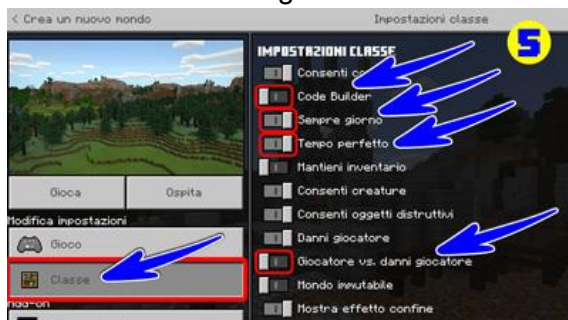 < Crea un nuovo mondo
Impostazioni classe
5
IMPOSTAZIONI CLASSE
Consenti
Code Builder
Sempre giorno
Tempo perfetto
Mantieni inventario
Consenti creature
Consenti oggetti distruttivi
Danni giocatore
Giocatore vs. danni giocatore
Mondo immutabile
Mostra effetto confine
Gioca
Ospita
Modifica impostazioni
Gioco
Classe
Add-on